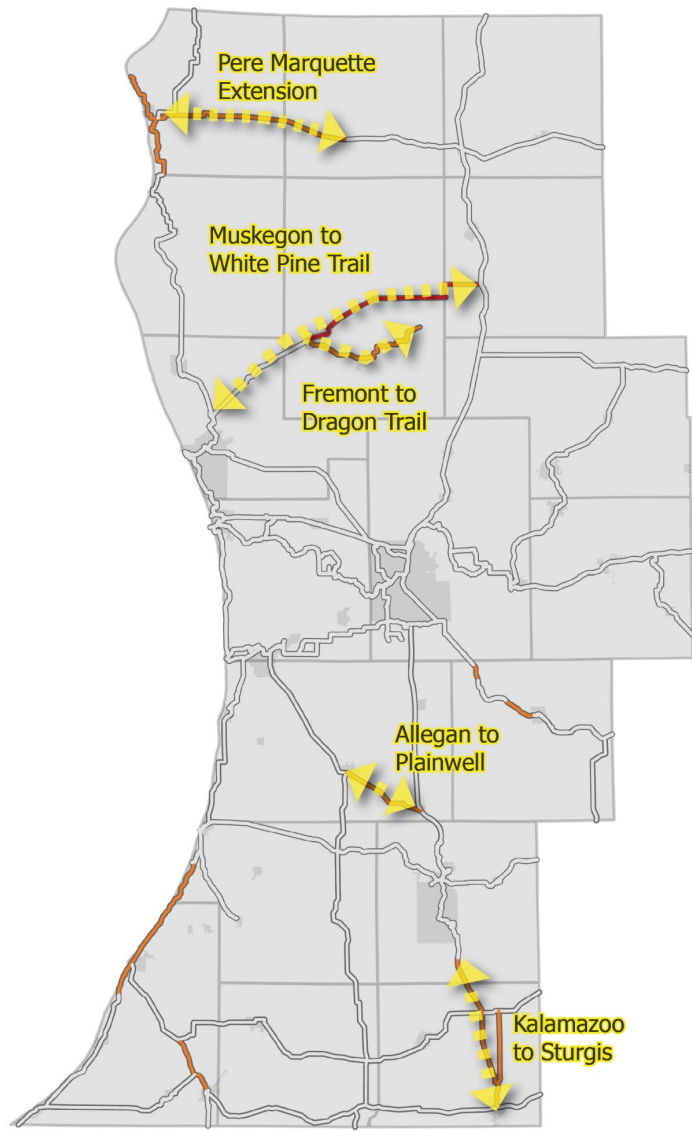 Pere Marquette
Extension
Muskegon to
White Pine Trail
Fremont to
Dragon Trail
Allegan to
Plainwell
Kalamazoo
to Sturgis